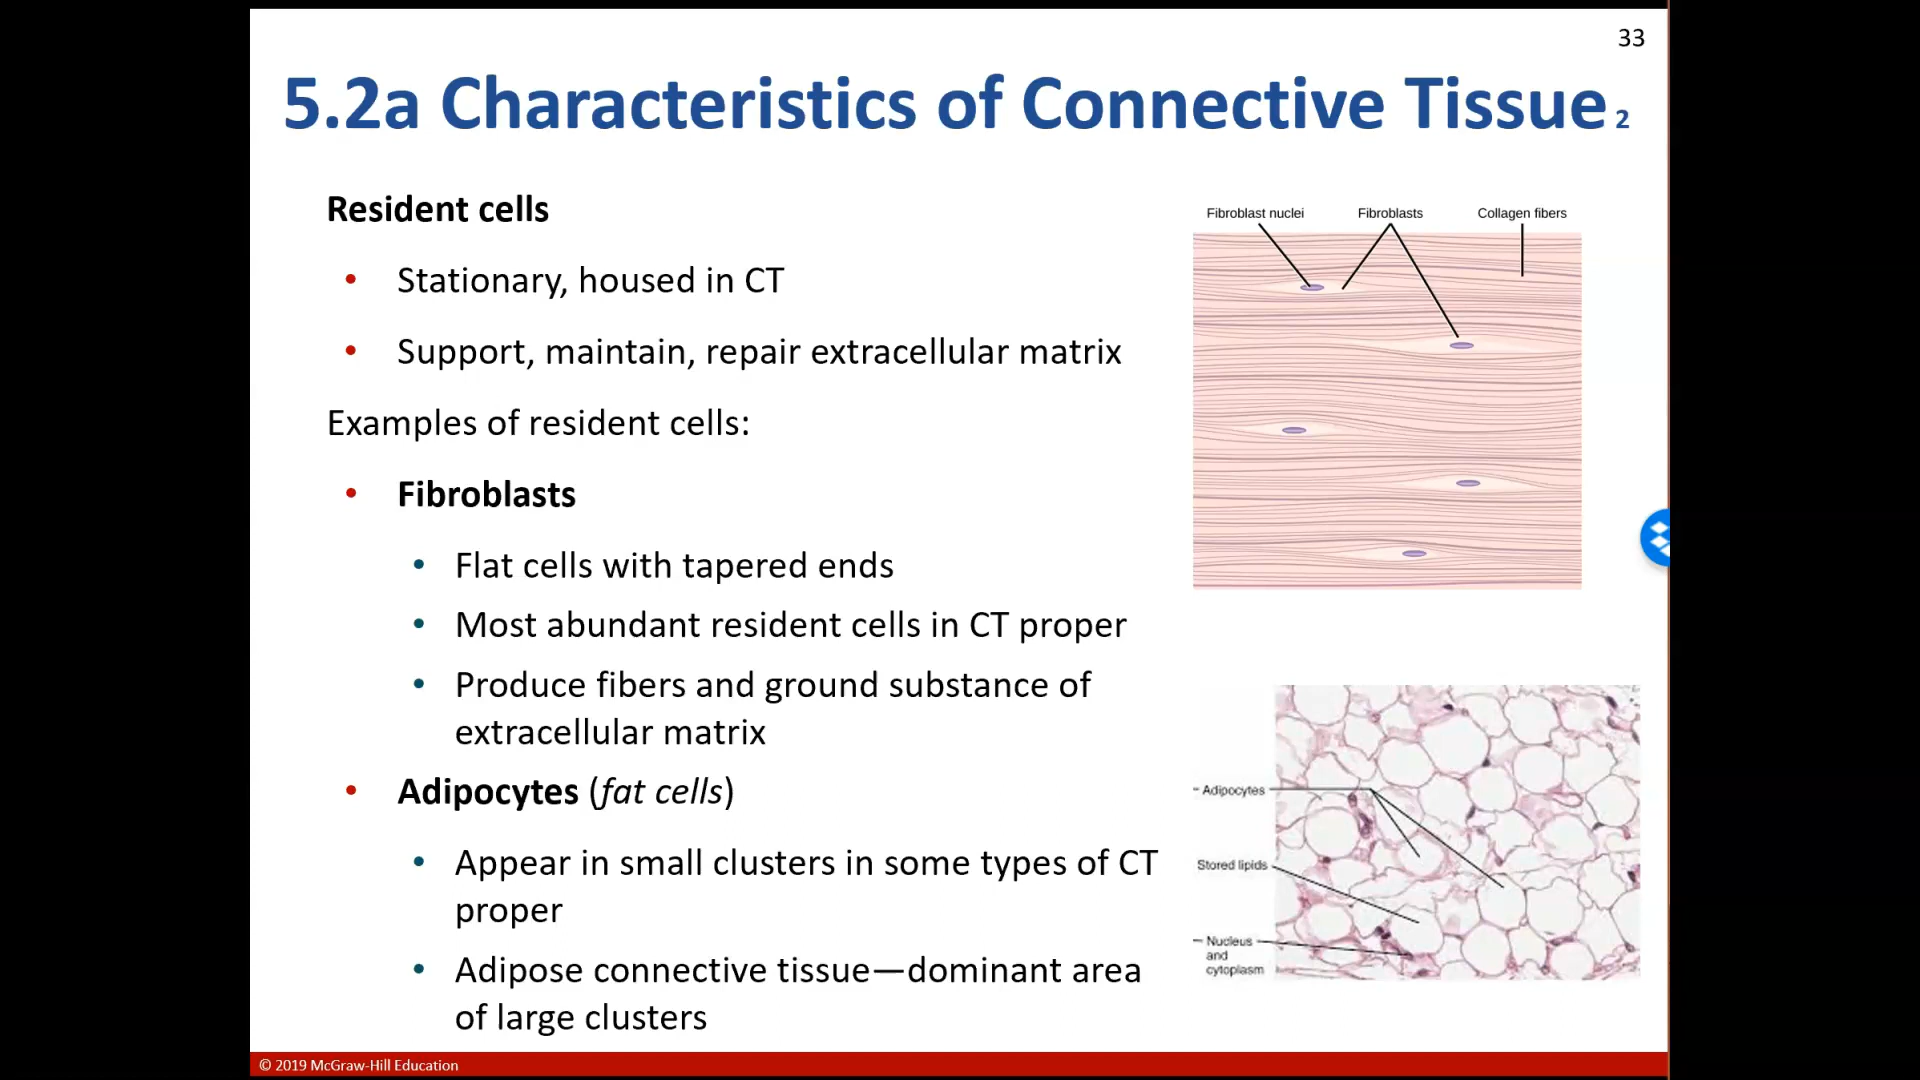 33
5.2a Characteristics of Connective Tissue 2
Resident cells
• Stationary, housed in CT
• Support, maintain, repair extracellular matrix
Examples of resident cells:
• Fibroblasts
• Flat cells with tapered ends
• Most abundant resident cells in CT proper
• Produce fibers and ground substance of
extracellular matrix
• Adipocytes (fat cells)
• Appear in small clusters in some types of CT
proper
• Adipose connective tissue—dominant area
of large clusters
Fibroblast nuclei
Fibroblasts
Collagen fibers
Adipocytes
Stored lipids
Nucleus
and
cytoplasm
© 2019 McGraw-Hill Education